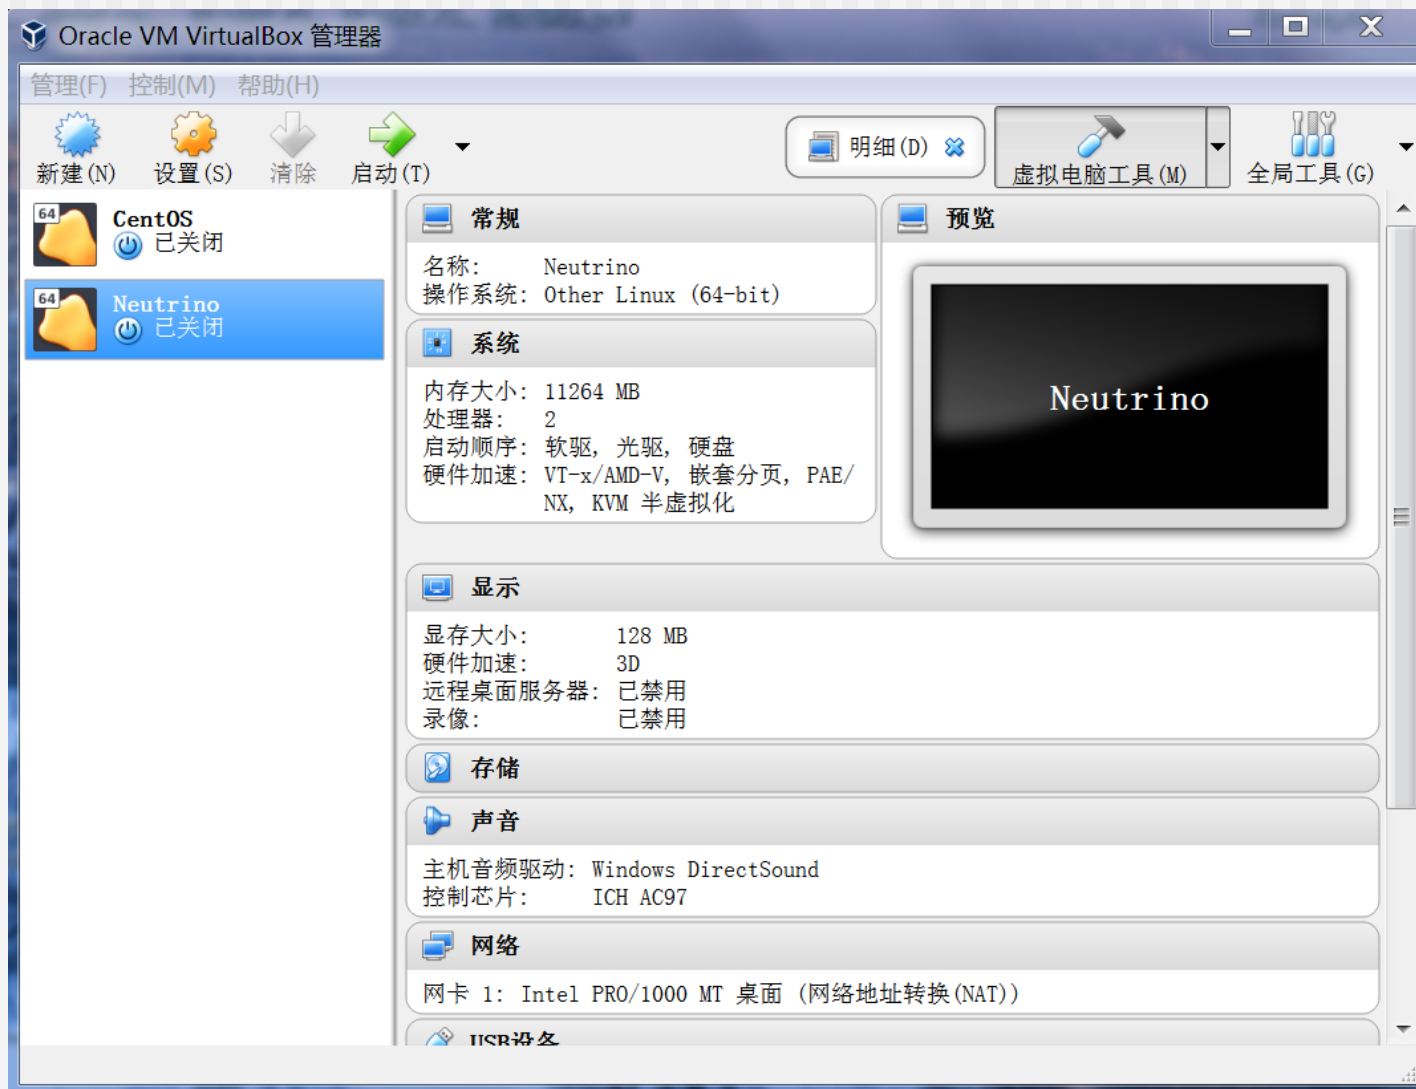 Oracle VM VirtualBox 管理器
管理(F) 控制(M) 帮助(H)
新建(N) 设置(S) 清除 启动(T) 明细(D) 虚拟电脑工具(M) 全局工具(G)
64 CentOS
已关闭
64 Neutrino
已关闭
常规
名称: Neutrino
操作系统: Other Linux (64-bit)
系统
内存大小: 11264 MB
处理器: 2
启动顺序: 软驱, 光驱, 硬盘
硬件加速: VT-x/AMD-V, 嵌套分页, PAE/
NX, KVM 半虚拟化
预览
Neutrino
显示
显存大小: 128 MB
硬件加速: 3D
远程桌面服务器: 已禁用
录像: 已禁用
存储
声音
主机音频驱动: Windows DirectSound
控制芯片: ICH AC97
网络
网卡 1: Intel PRO/1000 MT 桌面 (网络地址转换(NAT))
USB设备